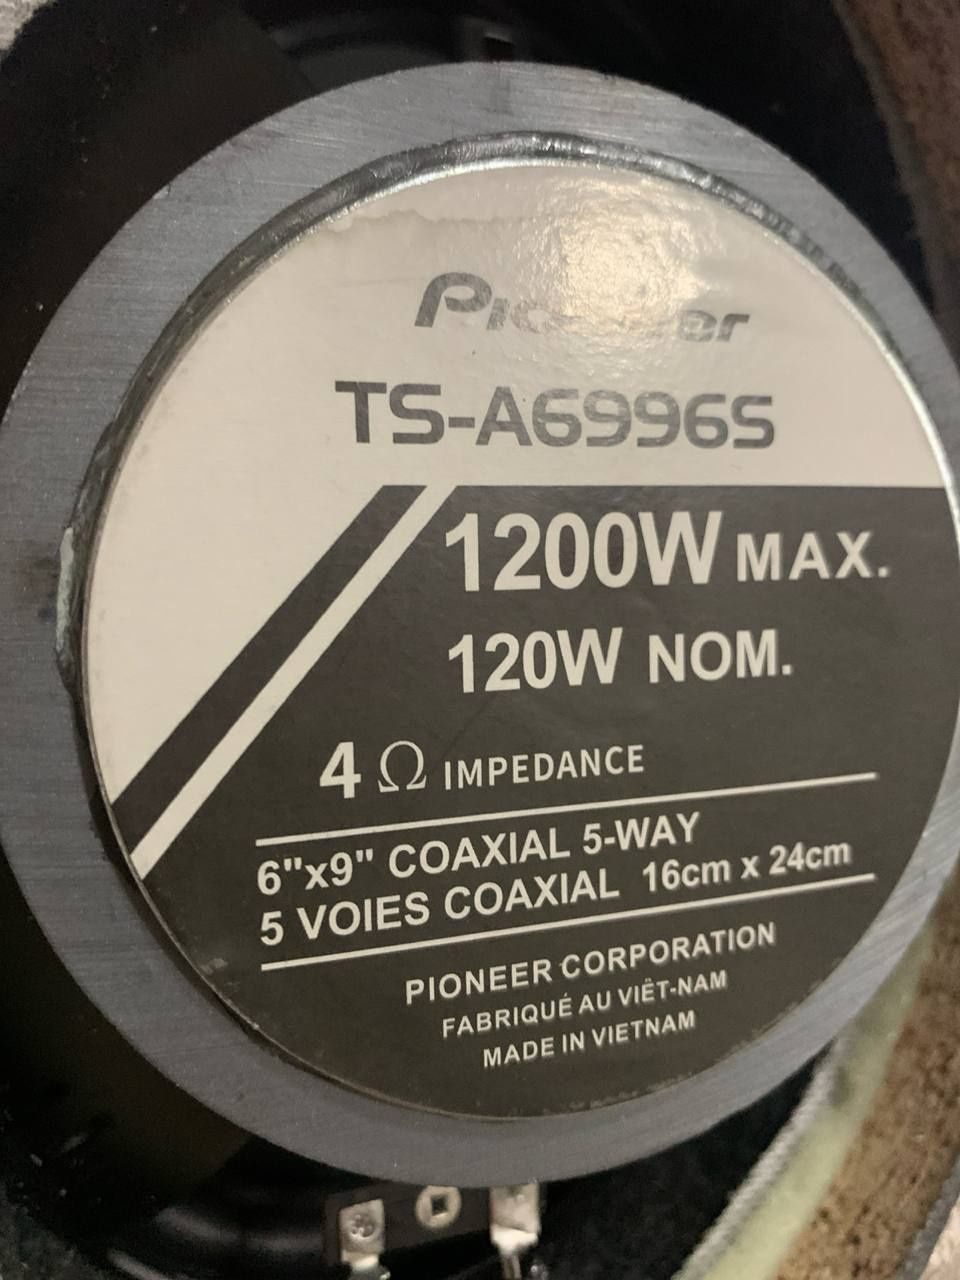 Pioneer
TS-A6996S
1200W MAX.
120W NOM.
4 Ω IMPEDANCE
6"x9" COAXIAL 5-WAY
5 VOIES COAXIAL 16cm x 24cm
PIONEER CORPORATION
FABRIQUÉ AU VIËT-NAM
MADE IN VIETNAM